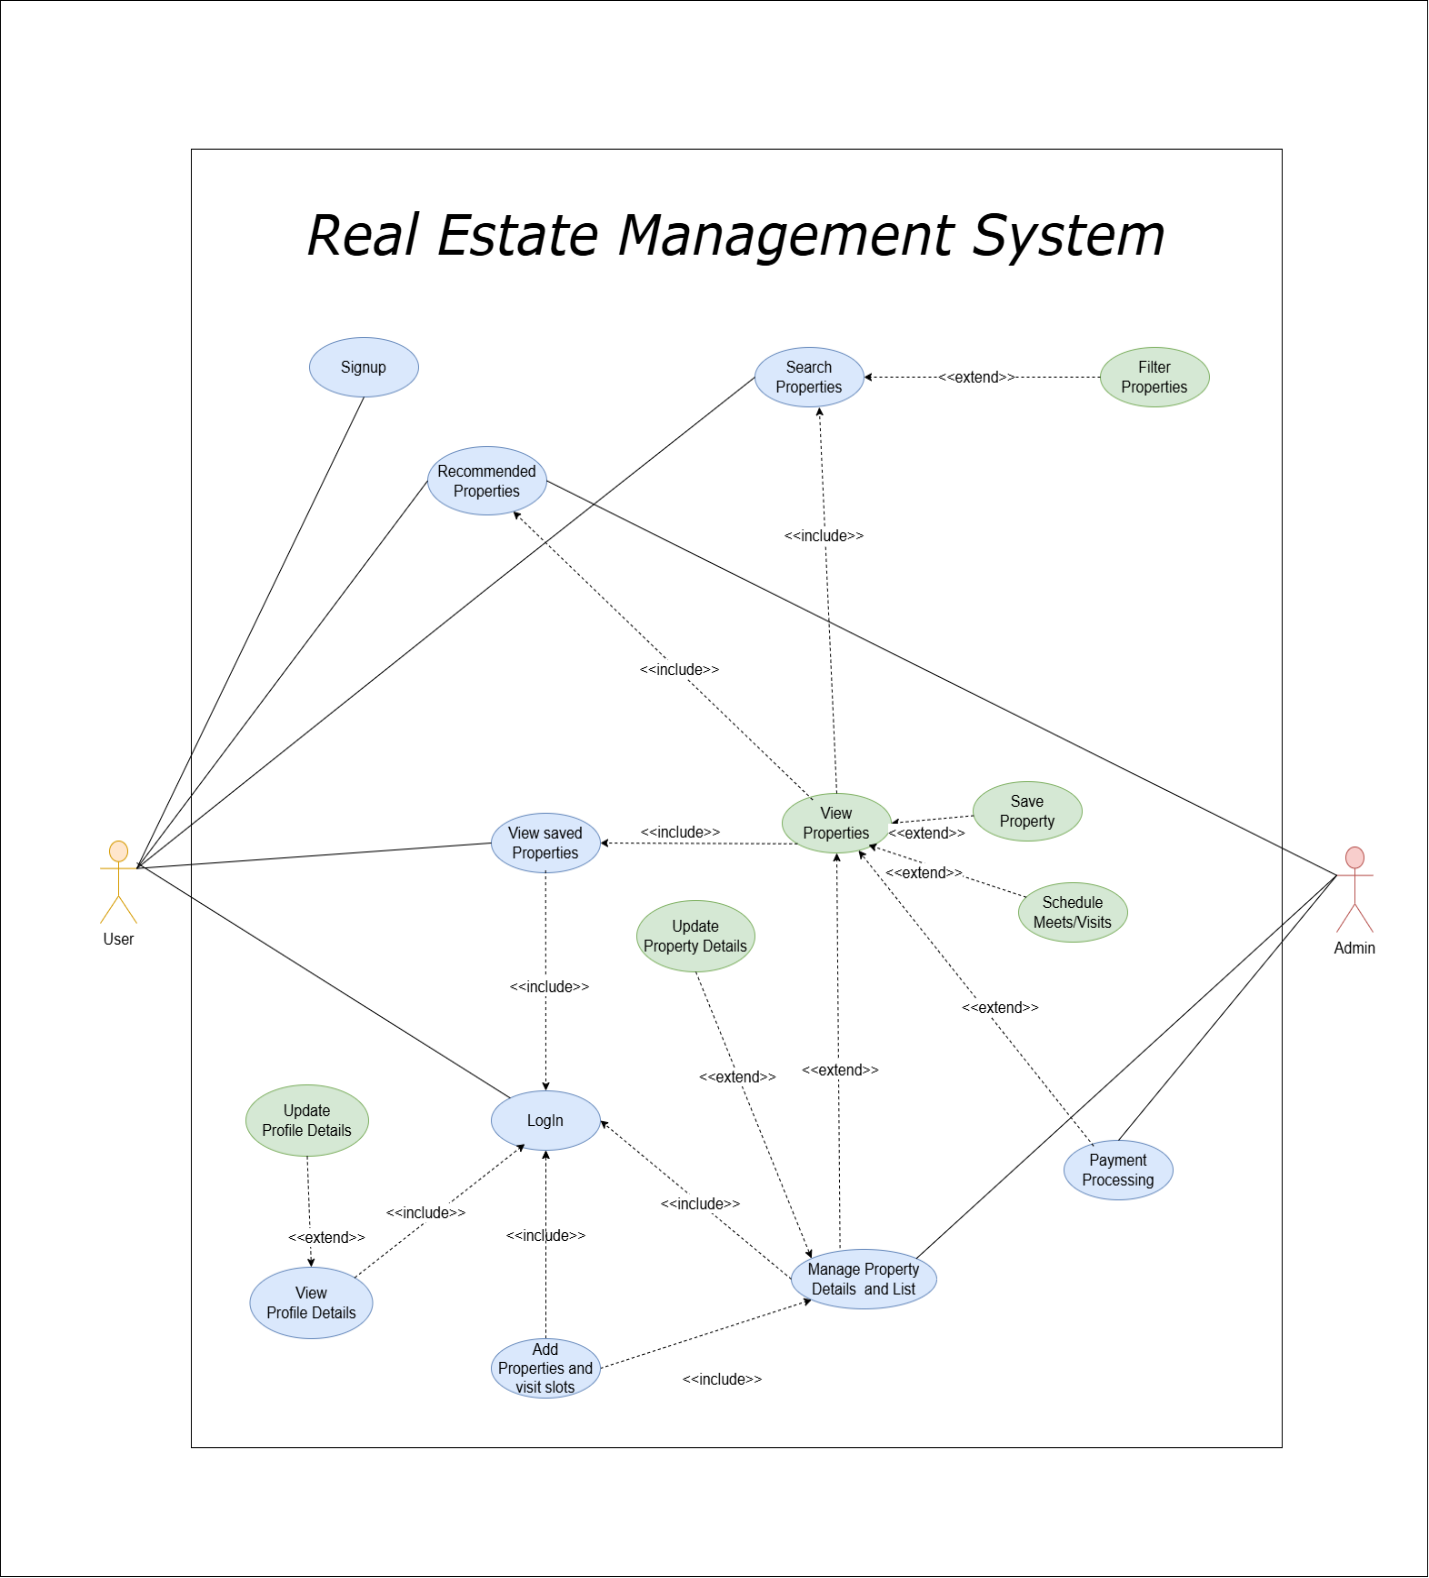 Real Estate Management System
Signup
Search
Properties
<<extend>>
Filter
Properties
Recommended
Properties
<<include>>
<<include>>
View
Properties
Save
Property
<<extend>>
View saved
Properties
<<include>>
<<extend>>
Schedule
Meets/Visits
User
Admin
Update
Property Details
<<include>>
<<extend>>
<<extend>>
<<extend>>
Update
Profile Details
LogIn
Payment
Processing
<<include>>
<<include>>
<<extend>>
<<include>>
View
Profile Details
Manage Property
Details and List
Add
Properties and
visit slots
<<include>>